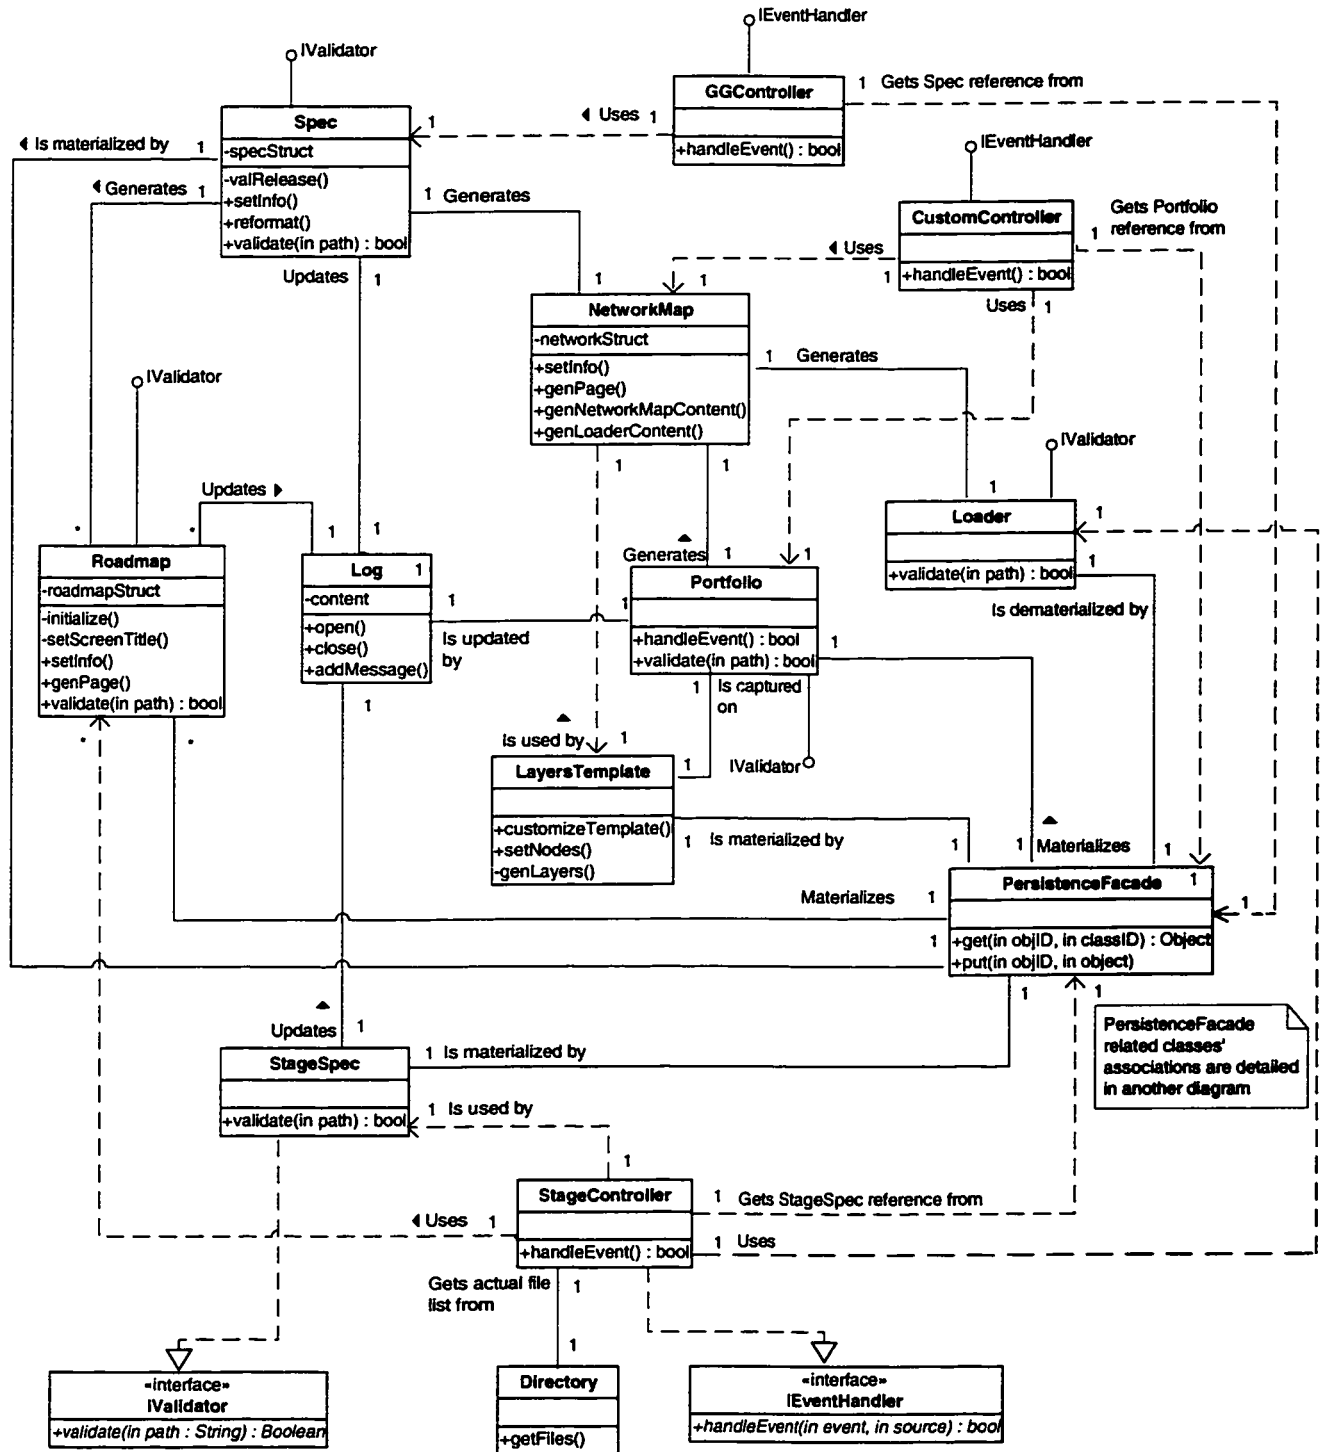 IEventHandler
IValidator
GGController
+handleEvent() : bool
1 Gets Spec reference from
Uses 1
1
Spec
-specStruct
-valRelease()
+setInfo()
+reformat()
+validate(in path) : bool
Is materialized by 1
Generates 1
1 Generates
Updates 1
IEventHandler
CustomController
+handleEvent() : bool
Gets Portfolio
reference from
1
Uses
1
Uses 1
1 1
NetworkMap
-networkStruct
+setInfo()
+genPage()
+genNetworkMapContent()
+genLoaderContent()
1 Generates
1 1
IValidator
IValidator
Updates
* *
1 1
1
Loader
+validate(in path) : bool
1
1
Is dematerialized by
Roadmap
-roadmapStruct
-initialize()
-setScreenTitle()
+setInfo()
+genPage()
+validate(in path) : bool
* *
Log 1
-content
+open()
+close()
+addMessage()
1
1
Is updated
by
Generates 1
1
1
Portfolio
+handleEvent() : bool
+validate(in path) : bool
1
1
Is captured
on
IValidator
Is used by 1
LayersTemplate
+customizeTemplate()
+setNodes()
-genLayers()
1
1 Is materialized by
1
1 Materializes
1
PersistenceFacade 1
+get(in objID, in classID) : Object
+put(in objID, in object)
1
Materializes 1
1
1
1
Updates 1
StageSpec
+validate(in path) : bool
1 Is materialized by
1 Is used by
1
PersistenceFacade
related classes'
associations are detailed
in another diagram
StageController
+handleEvent() : bool
1 Gets StageSpec reference from
Uses 1
1 Uses
Gets actual file
list from
1
1
«interface»
IValidator
+validate(in path : String) : Boolean
Directory
+getFiles()
«interface»
IEventHandler
+handleEvent(in event, in source) : bool